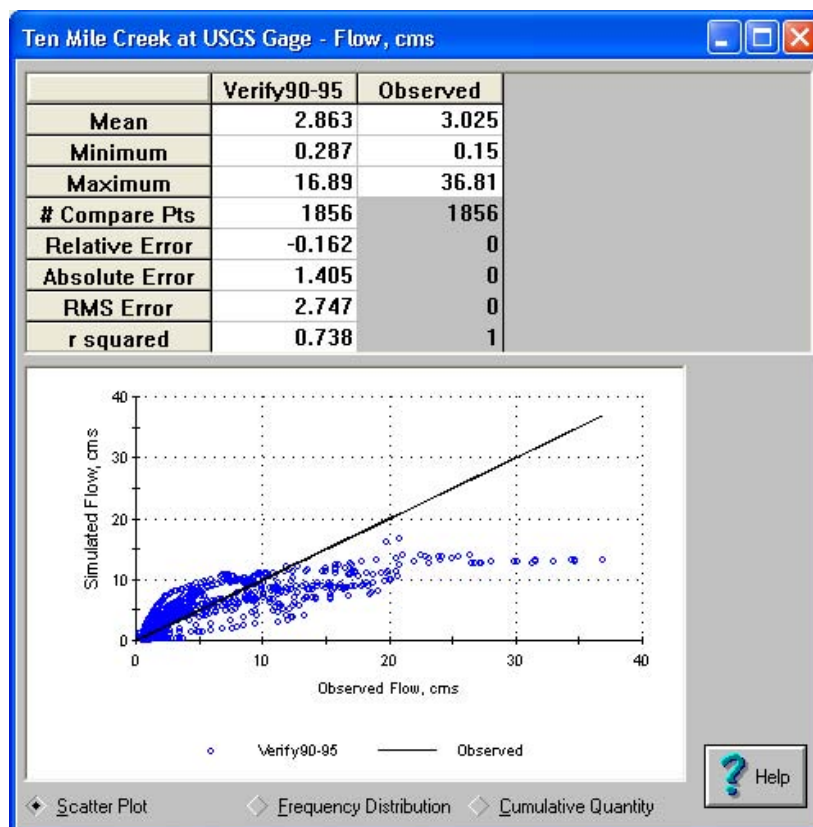 Ten Mile Creek at USGS Gage - Flow, cms
Verify90-95 Observed
Mean 2.863 3.025
Minimum 0.287 0.15
Maximum 16.89 36.81
# Compare Pts 1856 1856
Relative Error -0.162 0
Absolute Error 1.405 0
RMS Error 2.747 0
r squared 0.738 1
40
30
20
10
0
Simulated Flow, cms
0 10 20 30 40
Observed Flow, cms
Verify90-95 Observed
Scatter Plot Frequency Distribution Cumulative Quantity
? Help